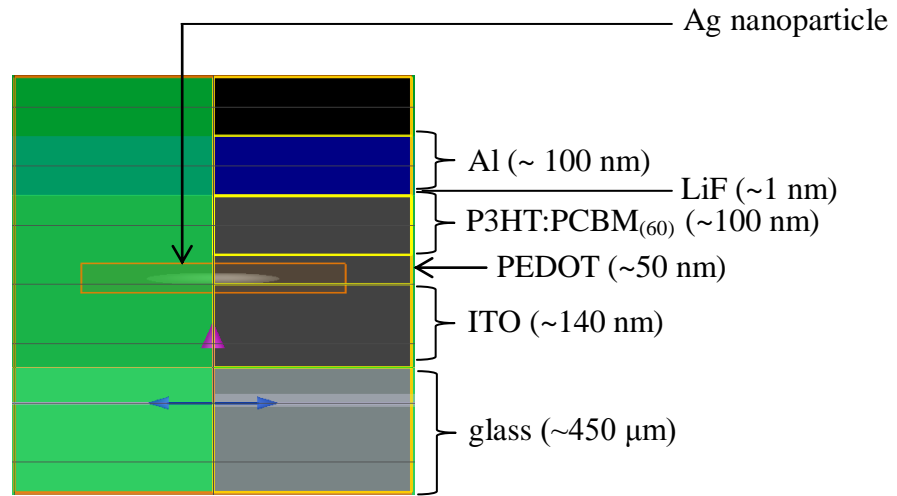 Ag nanoparticle
Al (~ 100 nm)
LiF (~1 nm)
P3HT:PCBM(60) (~100 nm)
PEDOT (~50 nm)
ITO (~140 nm)
glass (~450 μm)